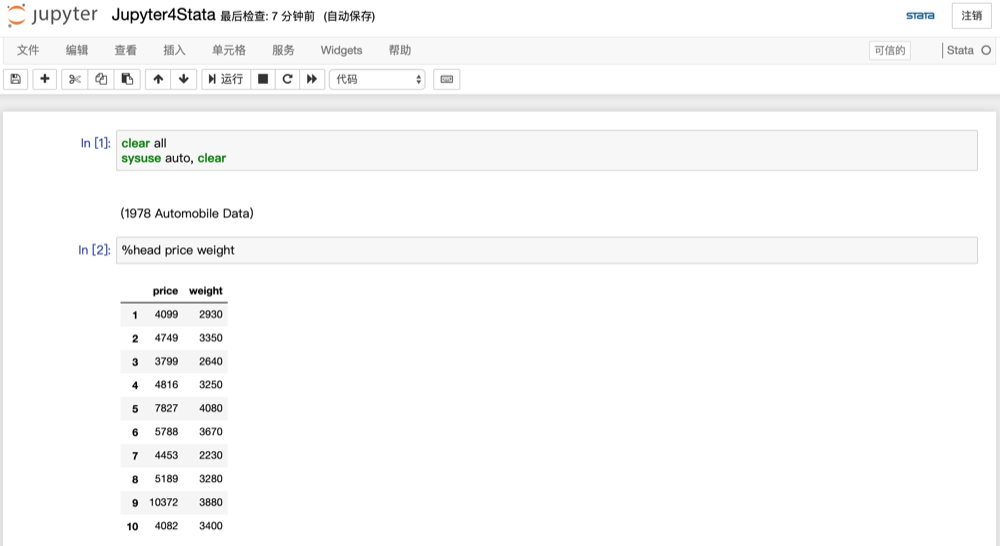 jupyter Jupyter4Stata 最后检查: 7 分钟前 (自动保存) STATA 注销
文件 编辑 查看 插入 单元格 服务 Widgets 帮助 可信的 Stata
运行 代码
In [1]: clear all
sysuse auto, clear
(1978 Automobile Data)
In [2]: %head price weight
price weight
1 4099 2930
2 4749 3350
3 3799 2640
4 4816 3250
5 7827 4080
6 5788 3670
7 4453 2230
8 5189 3280
9 10372 3880
10 4082 3400